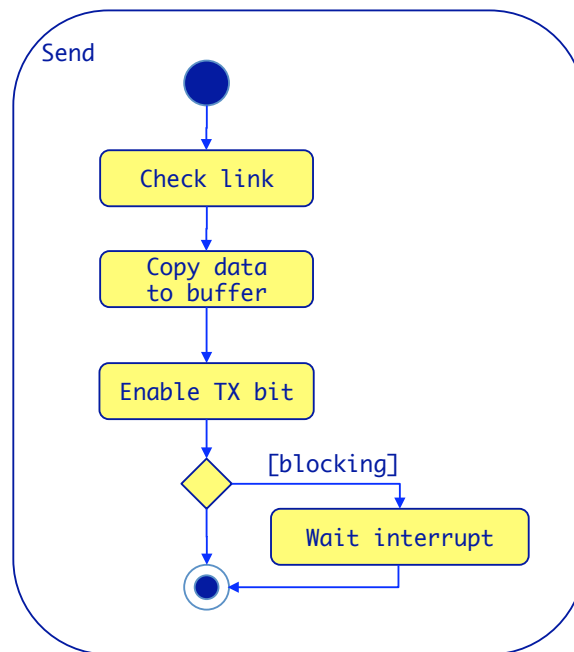 Send
Check link
Copy data
to buffer
Enable TX bit
[blocking]
Wait interrupt